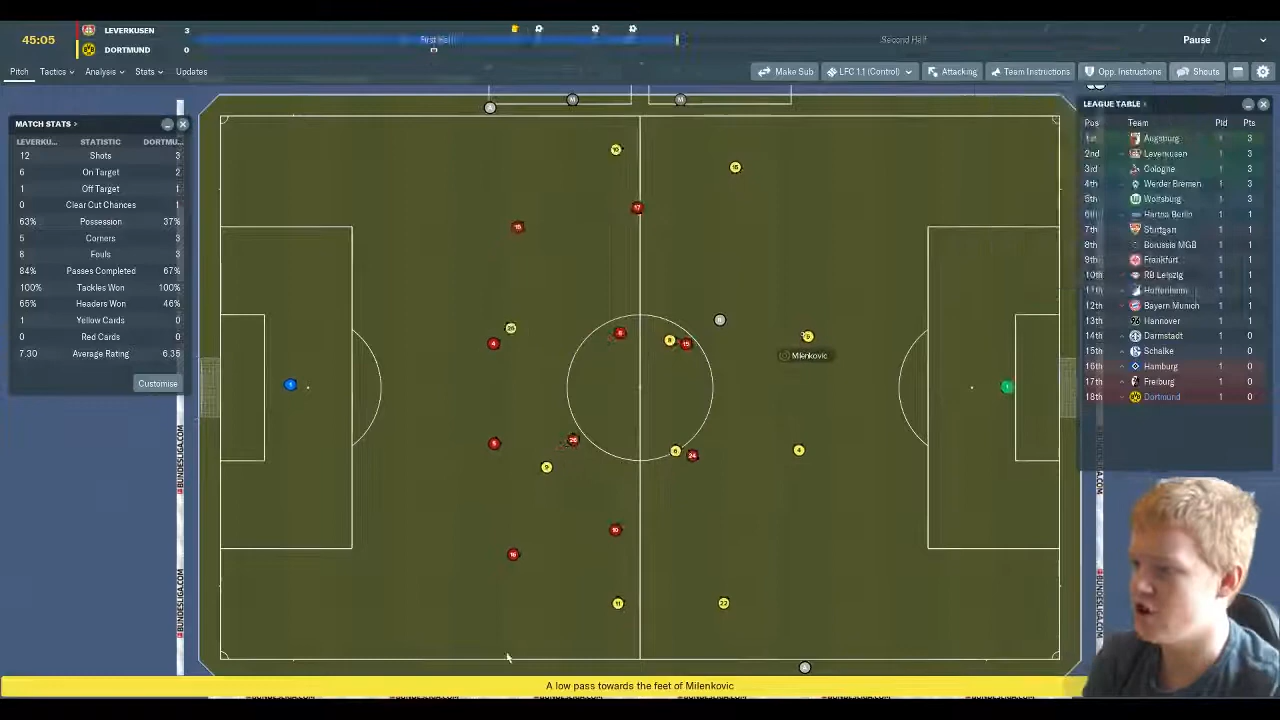 45:05
LEVERKUSEN 3
DORTMUND 0
First Half
Second Half
Pause
Pitch Tactics Analysis Stats Updates
Make Sub LFC 1.1 (Control) Attacking Team Instructions Opp. Instructions Shouts
MATCH STATS >
LEVERKU... STATISTIC DORTMU...
12 Shots 3
6 On Target 2
1 Off Target 1
0 Clear Cut Chances 1
63% Possession 37%
5 Corners 3
8 Fouls 3
84% Passes Completed 67%
100% Tackles Won 100%
65% Headers Won 46%
1 Yellow Cards 0
0 Red Cards 0
7.30 Average Rating 6.35
Customise
LEAGUE TABLE >
Pos Team Pld Pts
1st Augsburg 1 3
2nd Leverkusen 1 3
3rd Cologne 1 3
4th Werder Bremen 1 3
5th Wolfsburg 1 3
6th Hertha Berlin 1 1
7th Stuttgart 1 1
8th Borussia MGB 1 1
9th Frankfurt 1 1
10th RB Leipzig 1 1
11th Hoffenheim 1 1
12th Bayern Munich 1 1
13th Hannover 1 1
14th Darmstadt 1 0
15th Schalke 1 0
16th Hamburg 1 0
17th Freiburg 1 0
18th Dortmund 1 0
Milenkovic
BUNDESLIGA.COM
BUNDESLIGA.COM
A low pass towards the feet of Milenkovic